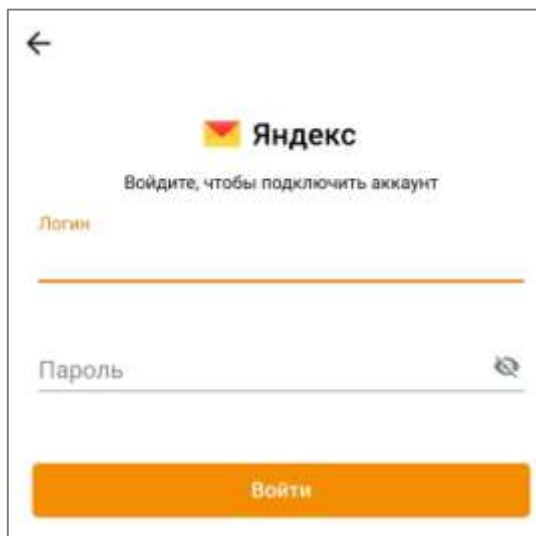 Яндекс
Войдите, чтобы подключить аккаунт
Логин
Пароль
Войти